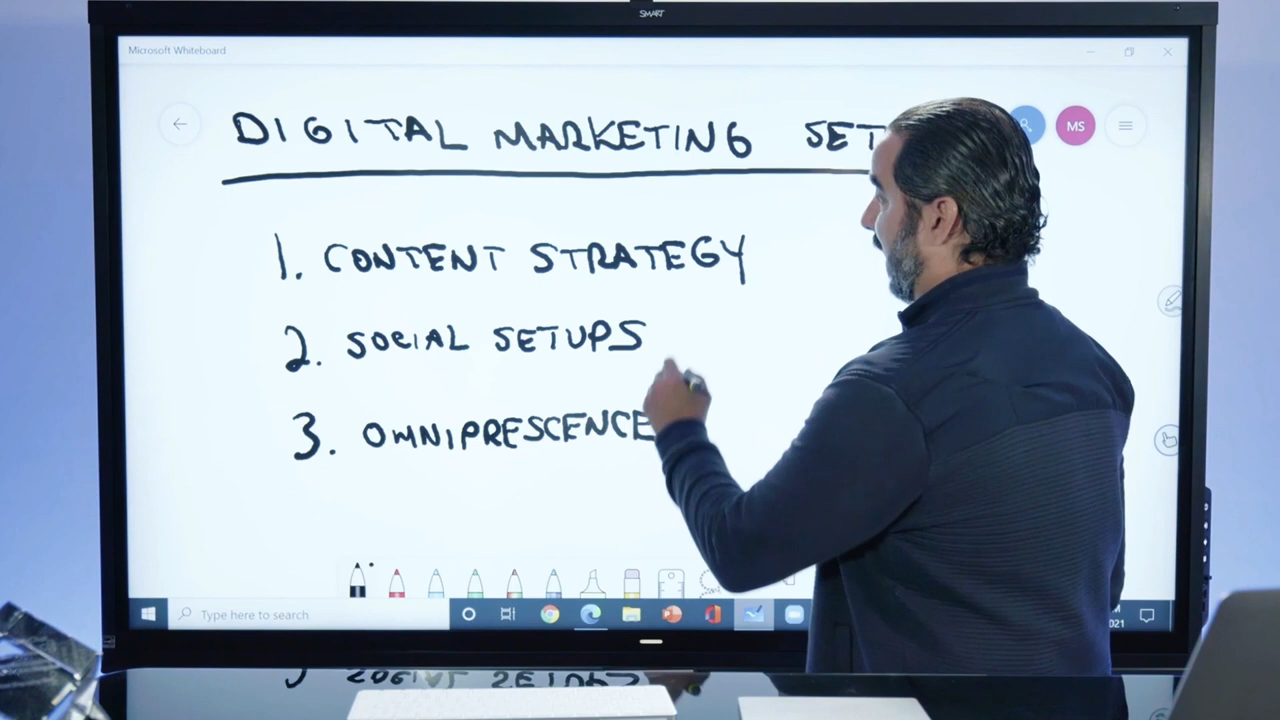 SMART
Microsoft Whiteboard
DIGITAL MARKETING SET
MS
1. CONTENT STRATEGY
2. SOCIAL SETUPS
3. OMNIPRESCENCE
Type here to search
2021